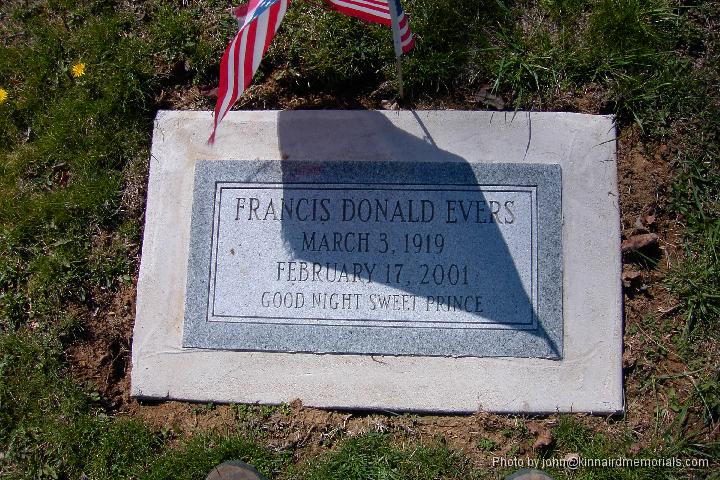 FRANCIS DONALD EVERS
MARCH 3, 1919
FEBRUARY 17, 2001
GOOD NIGHT SWEET PRINCE
Photo by john@kinnairdmemorials.com